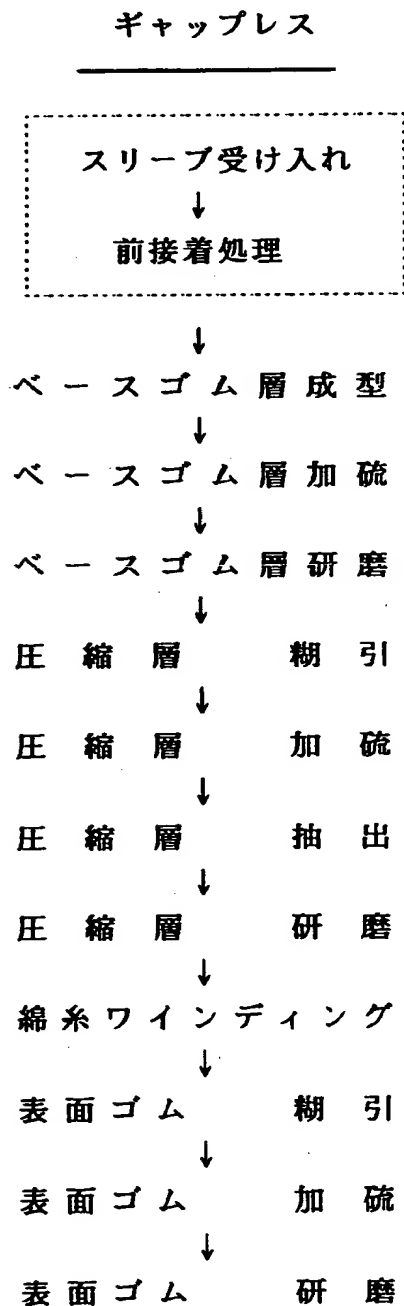 ギャップレス
スリーブ受け入れ
↓
前接着処理
↓
ベースゴム層成型
↓
ベースゴム層加硫
↓
ベースゴム層研磨
↓
圧縮層 糊引
↓
圧縮層 加硫
↓
圧縮層 抽出
↓
圧縮層 研磨
↓
綿糸ワインディング
↓
表面ゴム 糊引
↓
表面ゴム 加硫
↓
表面ゴム 研磨